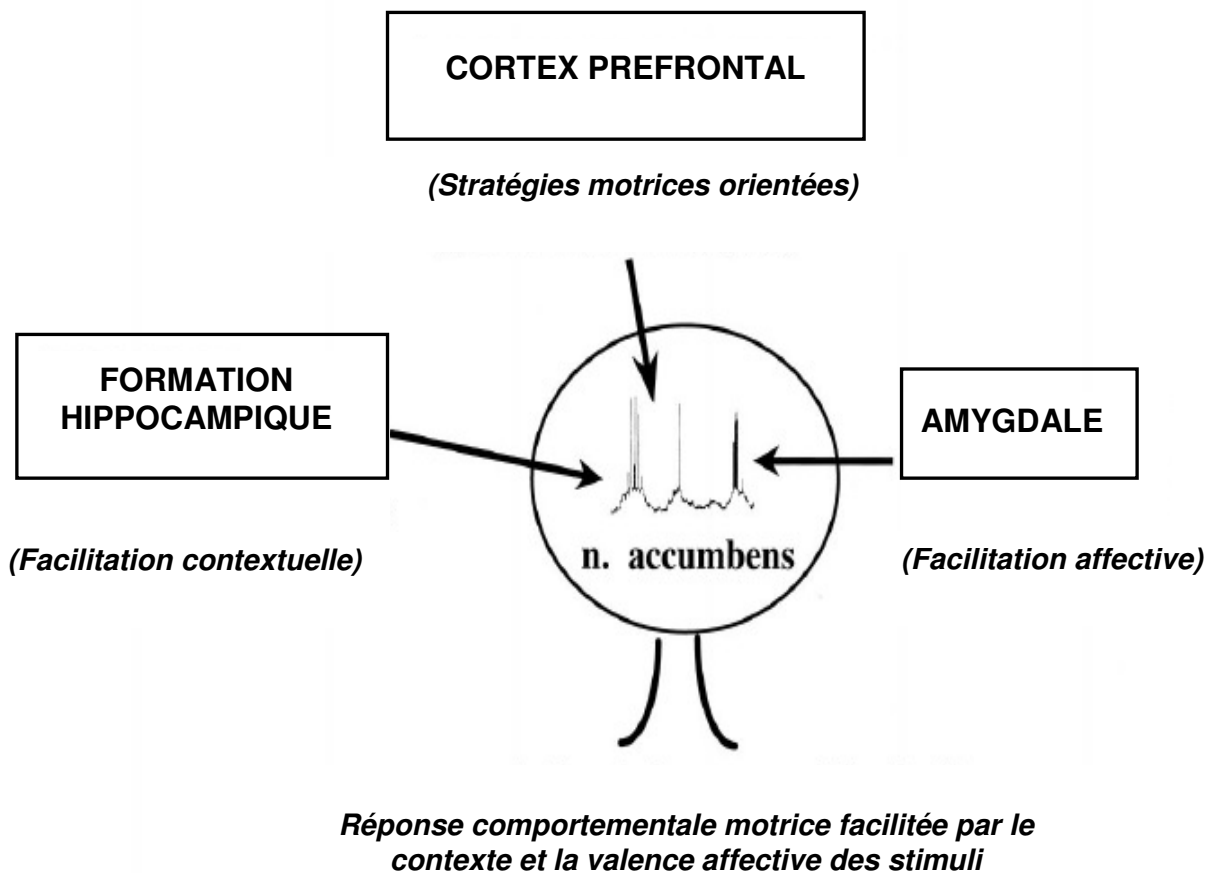 CORTEX PREFRONTAL
(Stratégies motrices orientées)
FORMATION
HIPPOCAMPIQUE
AMYGDALE
(Facilitation contextuelle)
n. accumbens
(Facilitation affective)
Réponse comportementale motrice facilitée par le
contexte et la valence affective des stimuli